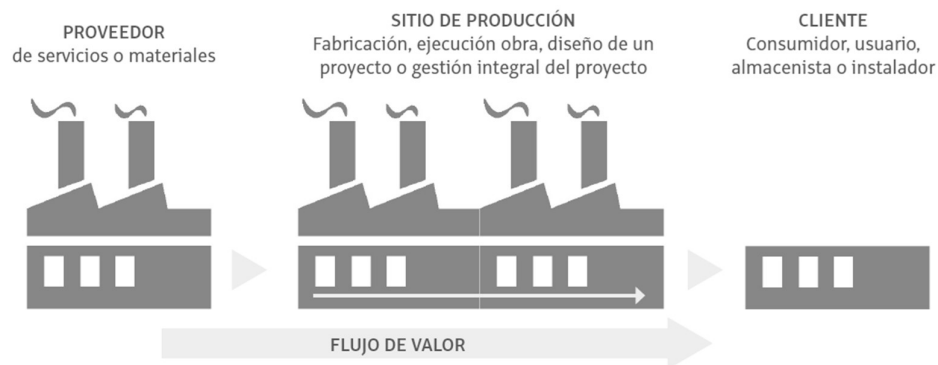 PROVEEDOR
de servicios o materiales
SITIO DE PRODUCCIÓN
Fabricación, ejecución obra, diseño de un
proyecto o gestión integral del proyecto
CLIENTE
Consumidor, usuario,
almacenista o instalador
FLUJO DE VALOR